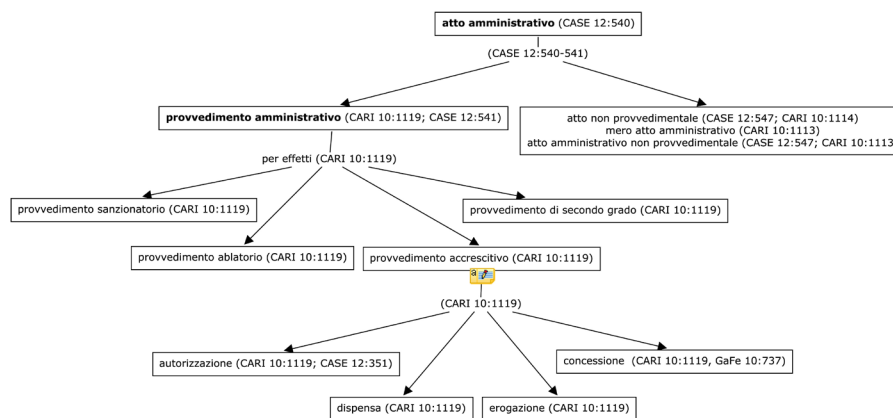 atto amministrativo (CASE 12:540)
(CASE 12:540-541)
provvedimento amministrativo (CARI 10:1119; CASE 12:541)
atto non provvedimentale (CASE 12:547; CARI 10:1114)
mero atto amministrativo (CARI 10:1113)
atto amministrativo non provvedimentale (CASE 12:547; CARI 10:1113
per effetti (CARI 10:1119)
provvedimento sanzionatorio (CARI 10:1119)
provvedimento di secondo grado (CARI 10:1119)
provvedimento ablatorio (CARI 10:1119)
provvedimento accrescitivo (CARI 10:1119)
a
(CARI 10:1119)
autorizzazione (CARI 10:1119; CASE 12:351)
concessione (CARI 10:1119, GaFe 10:737)
dispensa (CARI 10:1119)
erogazione (CARI 10:1119)